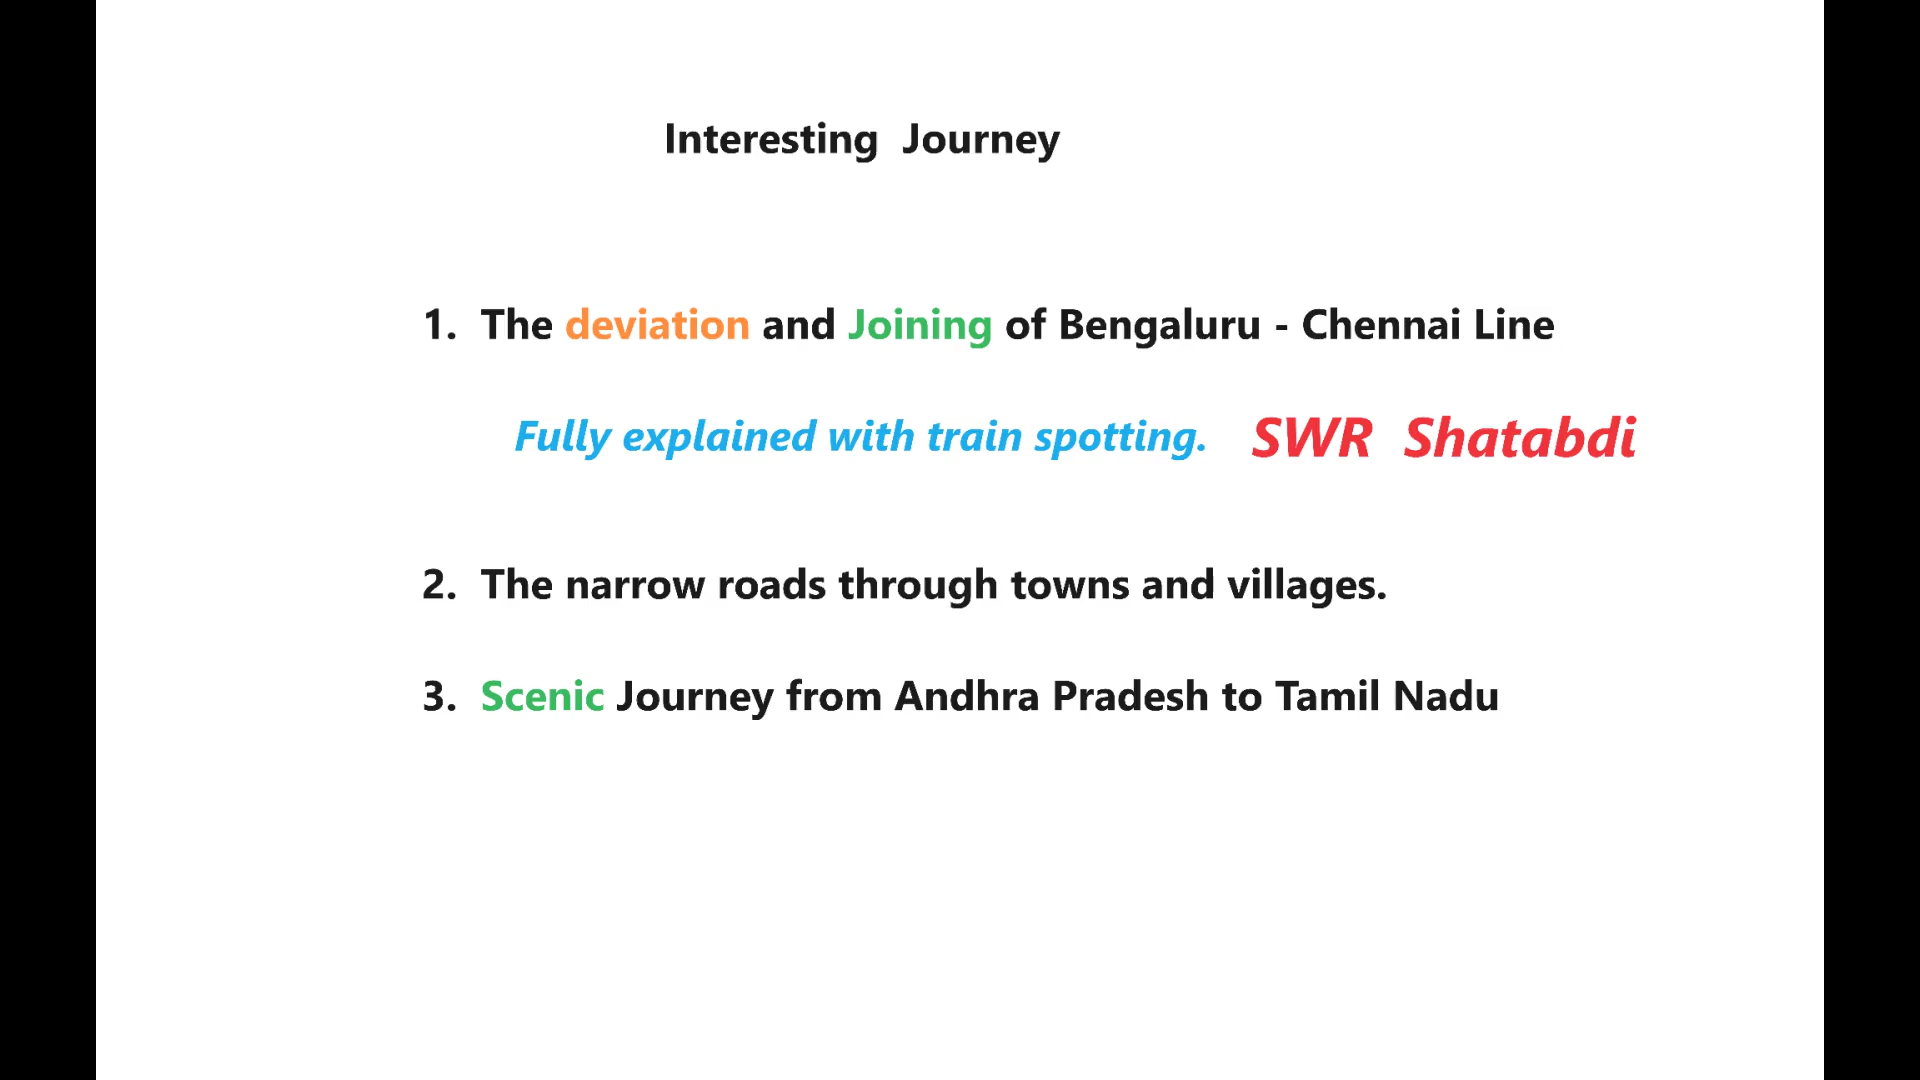 Interesting  Journey
1.  The deviation and Joining of Bengaluru - Chennai Line
Fully explained with train spotting.  SWR  Shatabdi
2.  The narrow roads through towns and villages.
3.  Scenic Journey from Andhra Pradesh to Tamil Nadu